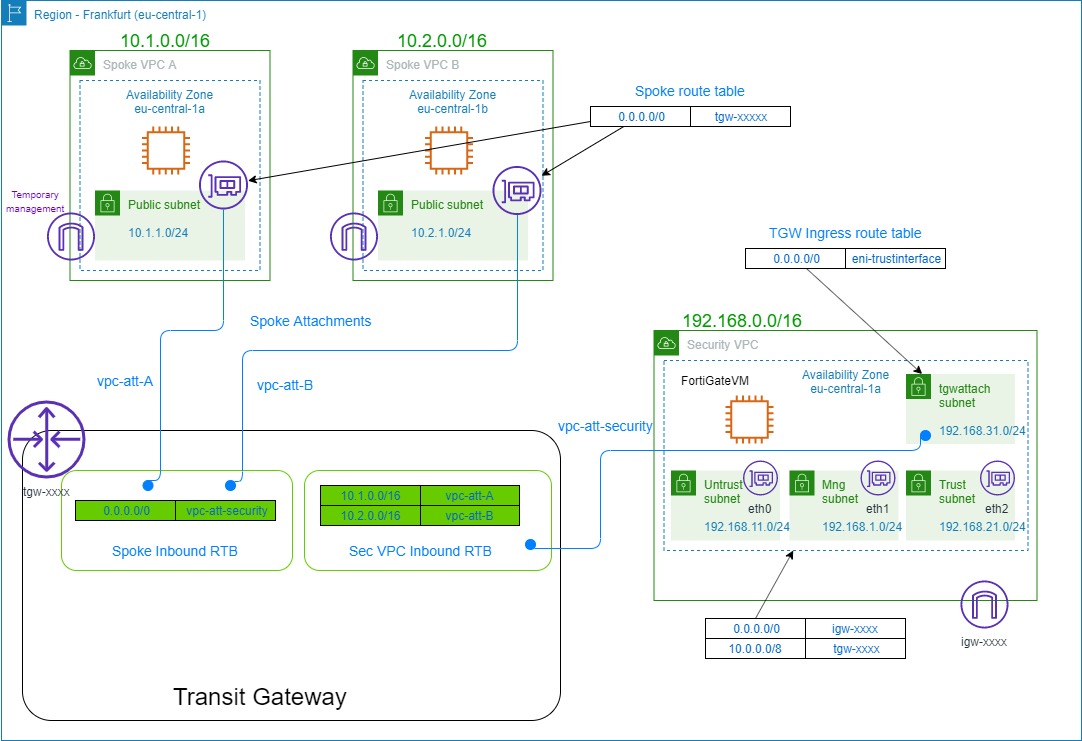 Region - Frankfurt (eu-central-1)
10.1.0.0/16
Spoke VPC A
Availability Zone
eu-central-1a
Temporary
management
Public subnet
10.1.1.0/24
10.2.0.0/16
Spoke VPC B
Availability Zone
eu-central-1b
Public subnet
10.2.1.0/24
Spoke route table
0.0.0.0/0 tgw-xxxxx
TGW Ingress route table
0.0.0.0/0 eni-trustinterface
Spoke Attachments
vpc-att-A
vpc-att-B
vpc-att-security
192.168.0.0/16
Security VPC
FortiGateVM
Availability Zone
eu-central-1a
tgwattach
subnet
192.168.31.0/24
Untrust
subnet
eth0
192.168.11.0/24
Mng
subnet
eth1
192.168.1.0/24
Trust
subnet
eth2
192.168.21.0/24
tgw-xxxx
0.0.0.0/0 vpc-att-security
Spoke Inbound RTB
10.1.0.0/16 vpc-att-A
10.2.0.0/16 vpc-att-B
Sec VPC Inbound RTB
0.0.0.0/0 igw-xxxx
10.0.0.0/8 tgw-xxxx
igw-xxxx
Transit Gateway